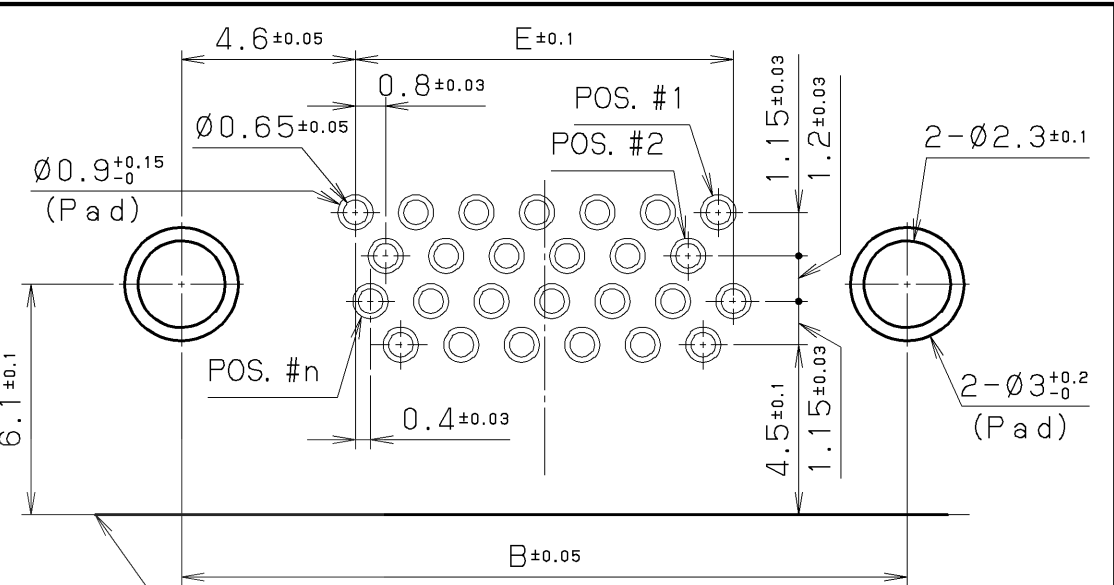 4.6±0.05
E±0.1
0.8±0.03
POS. #1
Ø0.65±0.05
POS. #2
1.15±0.03
1.2±0.03
2-Ø2.3±0.1
Ø0.9+0.15-0
(Pad)
6.1±0.1
POS. #n
0.4±0.03
4.5±0.1
1.15±0.03
2-Ø3+0.2-0
(Pad)
B±0.05